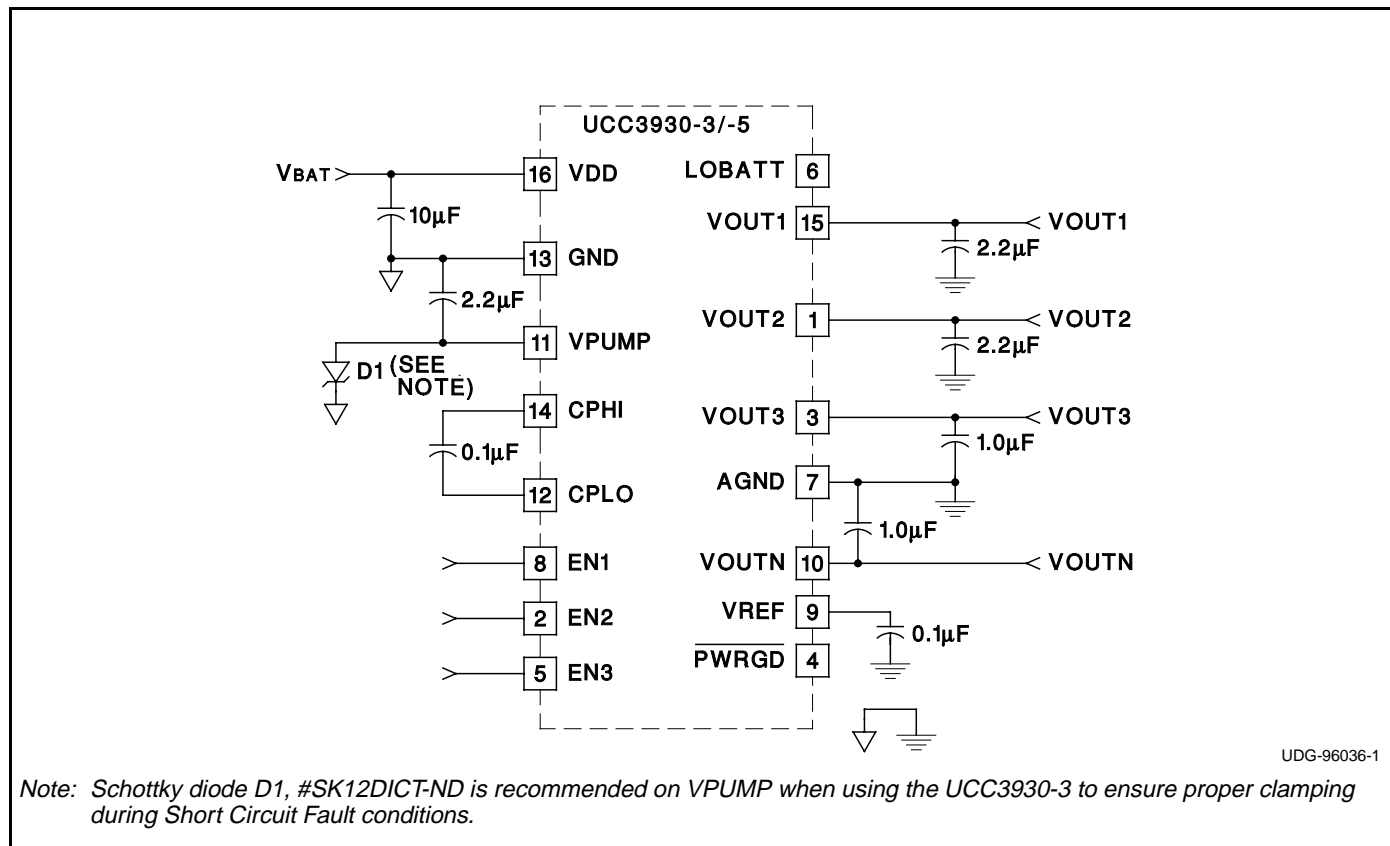 UCC3930-3/-5
VBAT
16 VDD
LOBATT 6
10µF
VOUT1 15
VOUT1
2.2µF
13 GND
2.2µF
VOUT2 1
VOUT2
2.2µF
11 VPUMP
D1 (SEE
NOTE)
14 CPHI
VOUT3 3
VOUT3
1.0µF
0.1µF
AGND 7
12 CPLO
1.0µF
8 EN1
VOUTN 10
VOUTN
2 EN2
VREF 9
0.1µF
5 EN3
PWRGD 4
UDG-96036-1
Note: Schottky diode D1, #SK12DICT-ND is recommended on VPUMP when using the UCC3930-3 to ensure proper clamping
during Short Circuit Fault conditions.